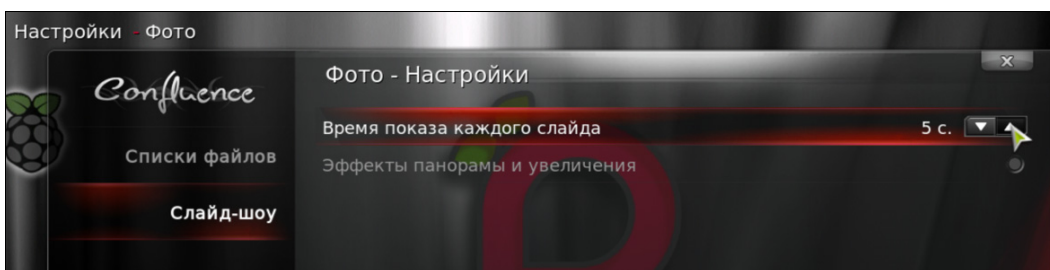 Настройки - Фото
Confluence
Фото - Настройки
Время показа каждого слайда 5 с.
Списки файлов
Эффекты панорамы и увеличения
Слайд-шоу